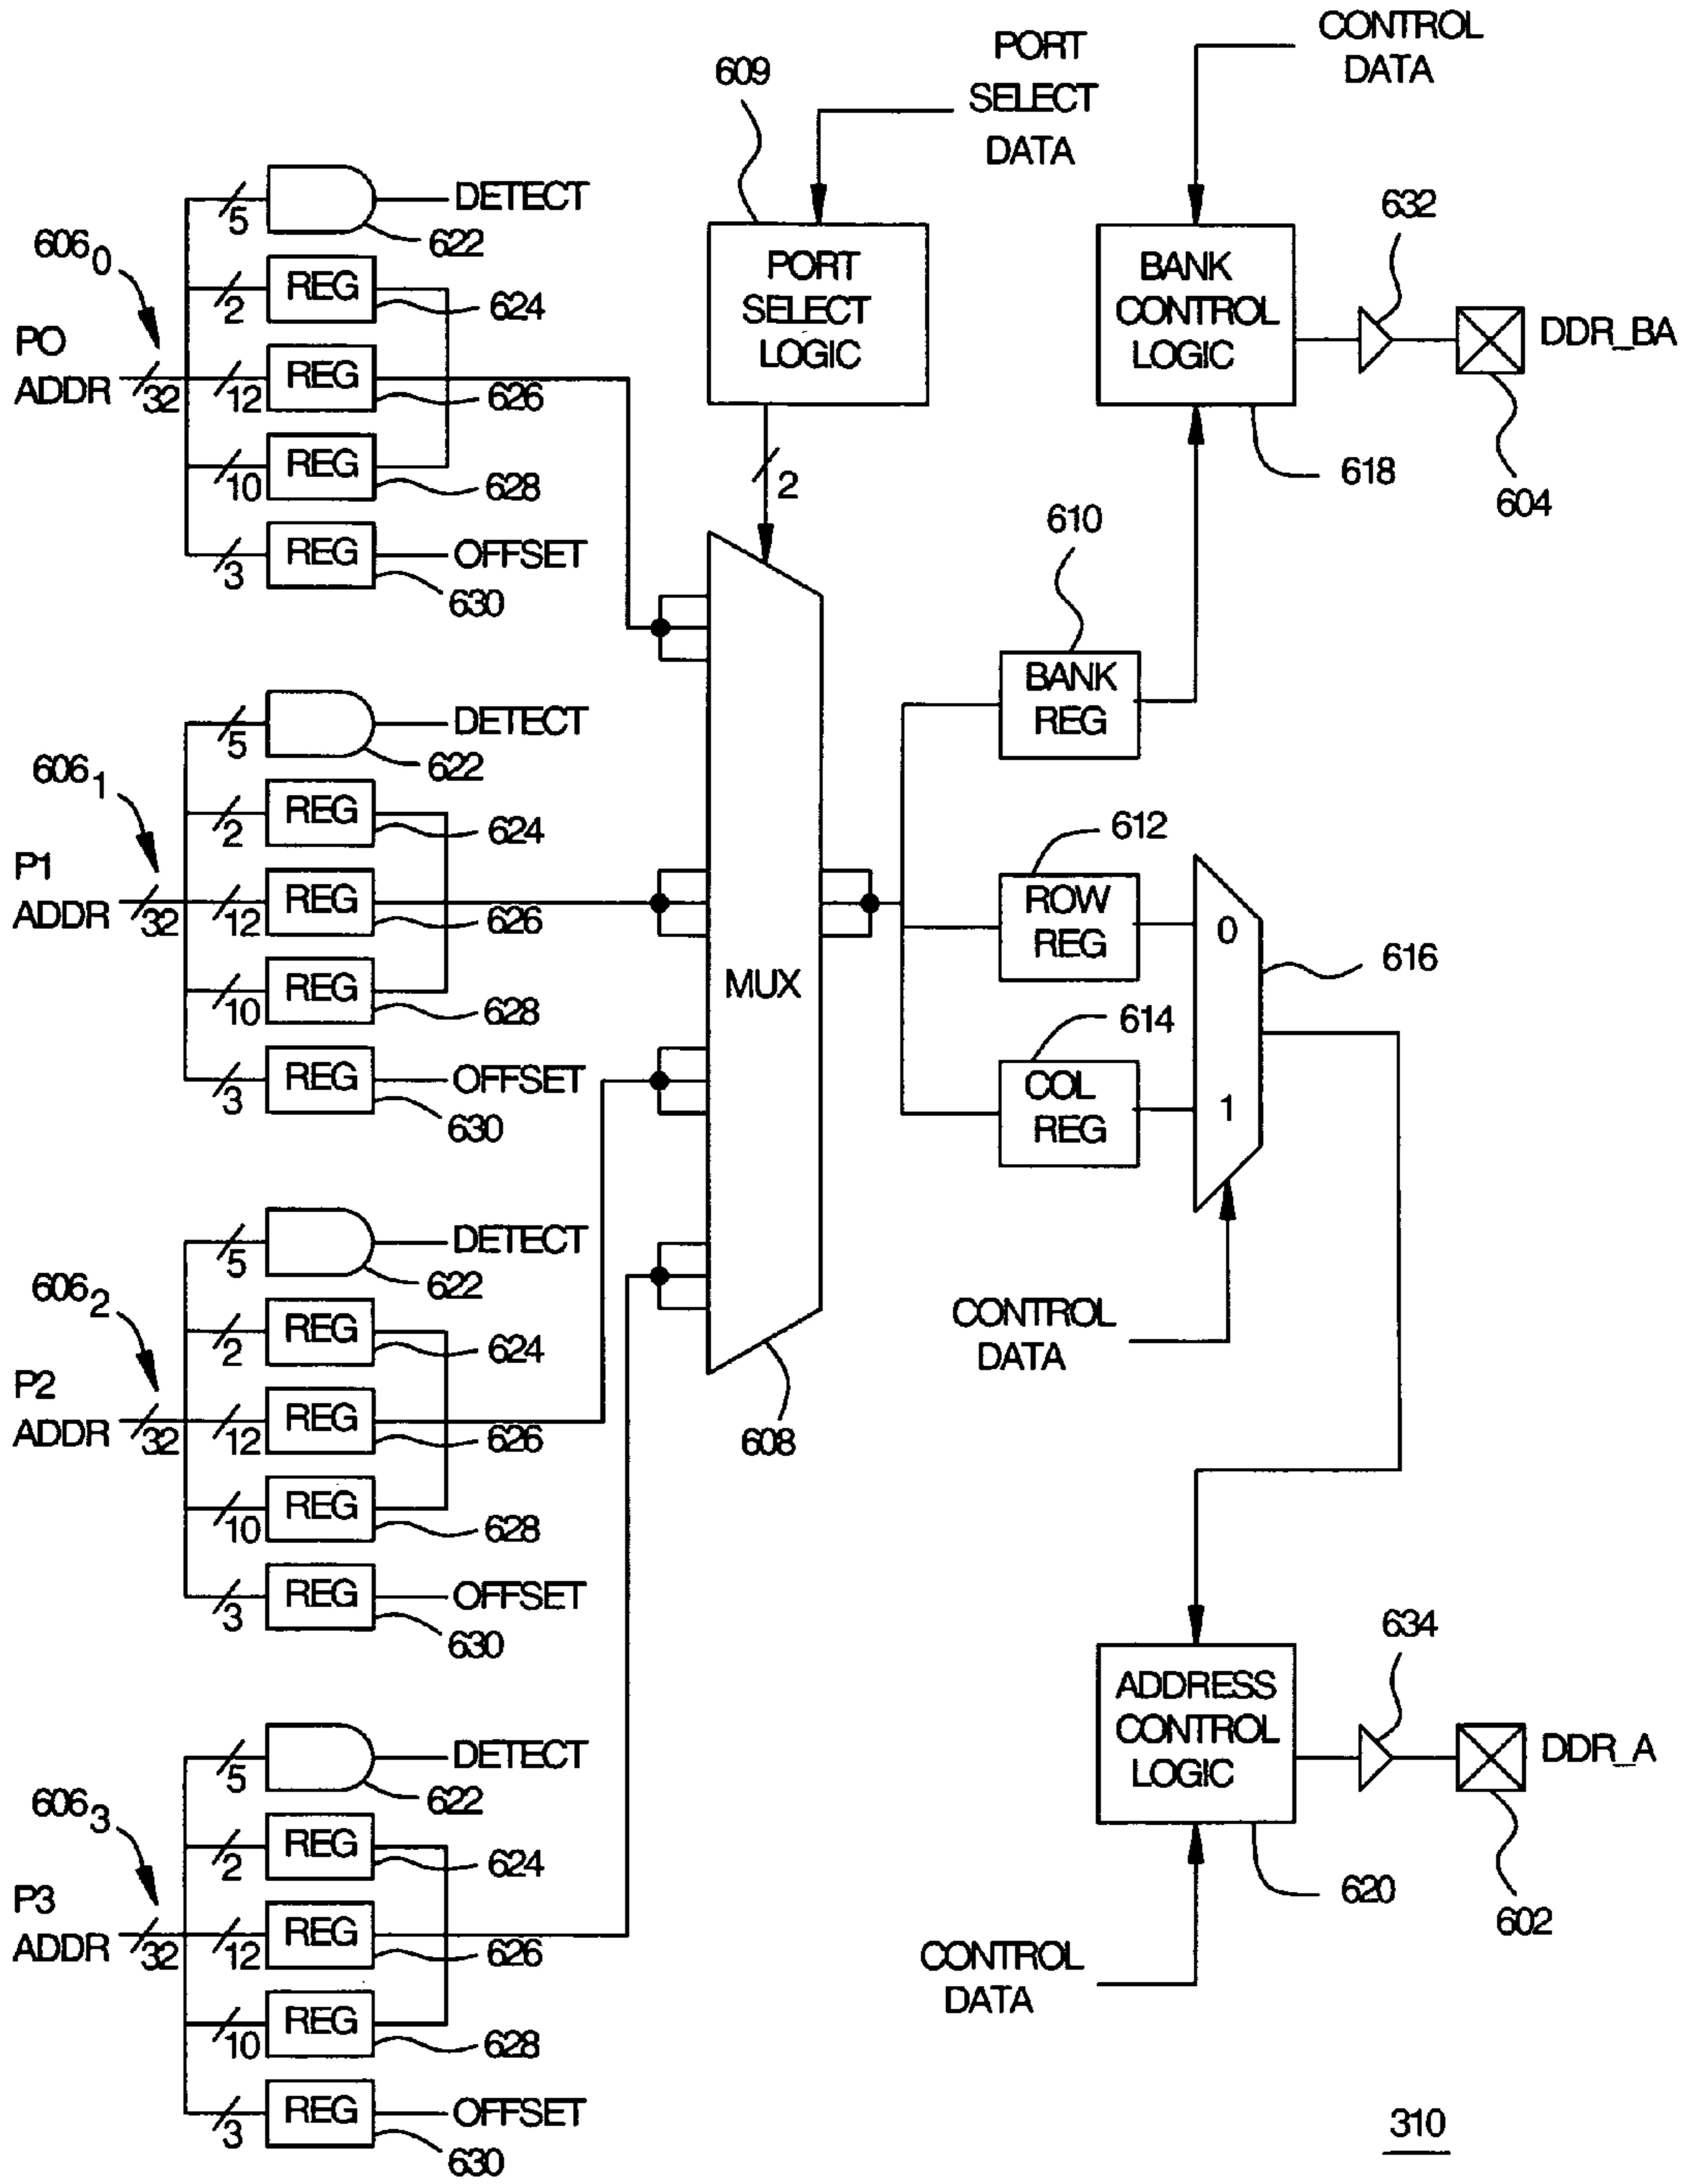 PORT
SELECT
DATA
CONTROL
DATA
609
5
DETECT
622
606 0
2
REG
624
PO
ADDR
32
12
REG
626
10
REG
628
3
REG
OFFSET
630
PORT
SELECT
LOGIC
2
BANK
CONTROL
LOGIC
632
DDR_BA
618
604
610
BANK
REG
5
DETECT
622
606 1
2
REG
624
P1
ADDR
32
12
REG
626
10
REG
628
3
REG
OFFSET
630
MUX
612
ROW
REG
0
616
614
COL
REG
1
CONTROL
DATA
608
5
DETECT
622
606 2
2
REG
624
P2
ADDR
32
12
REG
626
10
REG
628
3
REG
OFFSET
630
5
DETECT
622
606 3
2
REG
624
P3
ADDR
32
12
REG
626
10
REG
628
3
REG
OFFSET
630
ADDRESS
CONTROL
LOGIC
634
DDR_A
620
602
CONTROL
DATA
310